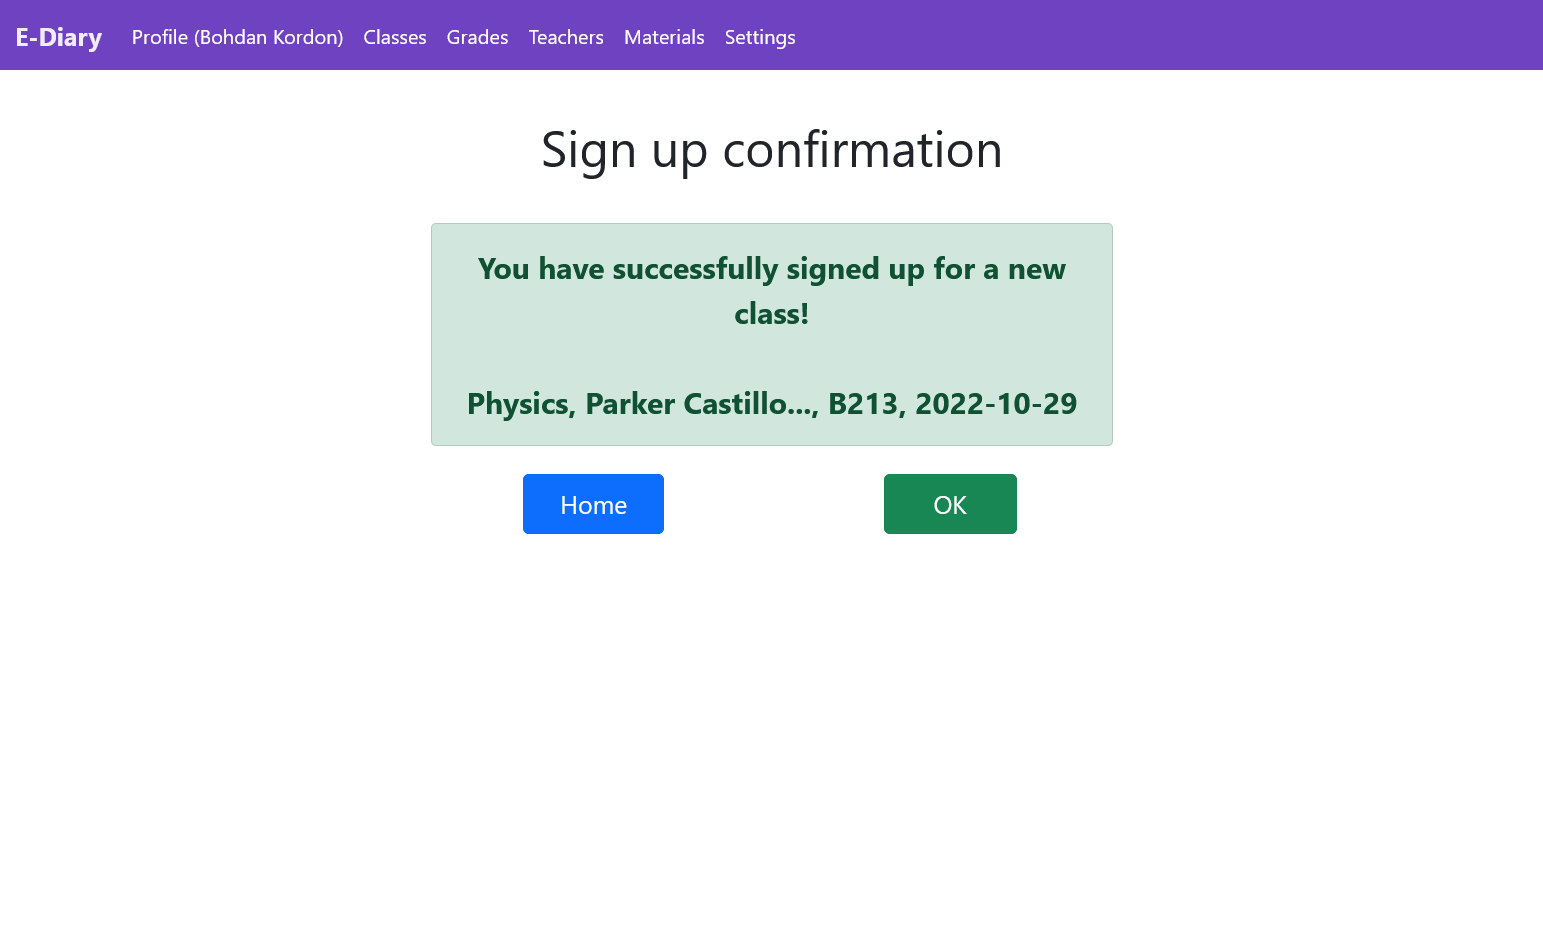 E-Diary Profile (Bohdan Kordon) Classes Grades Teachers Materials Settings
Sign up confirmation
You have successfully signed up for a new
class!
Physics, Parker Castillo..., B213, 2022-10-29
Home OK